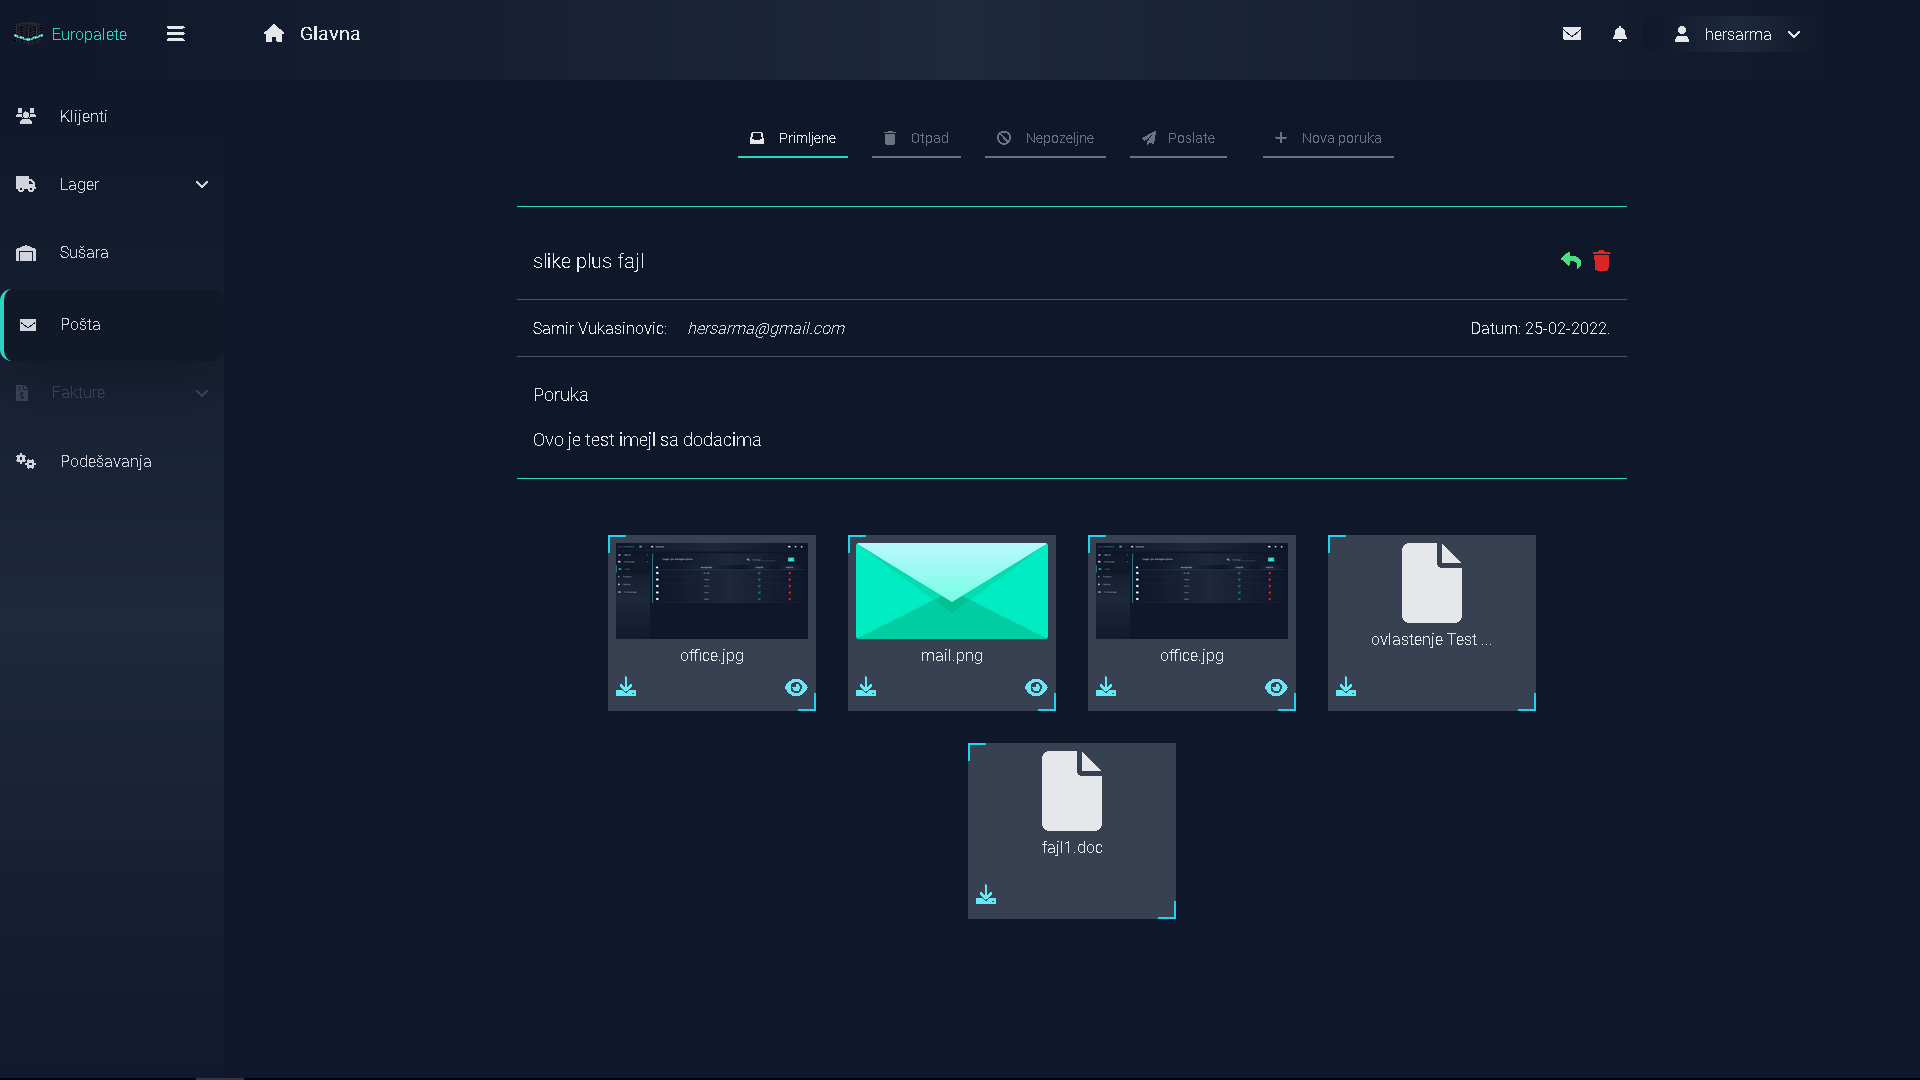 Europalete
Glavna
hersarma
Klijenti
Lager
Sušara
Pošta
Fakture
Podešavanja
Primljene
Otpad
Nepozeljne
Poslate
Nova poruka
slike plus fajl
Samir Vukasinovic: hersarma@gmail.com
Datum: 25-02-2022.
Poruka
Ovo je test imejl sa dodacima
office.jpg
mail.png
office.jpg
ovlastenje Test ...
fajl1.doc